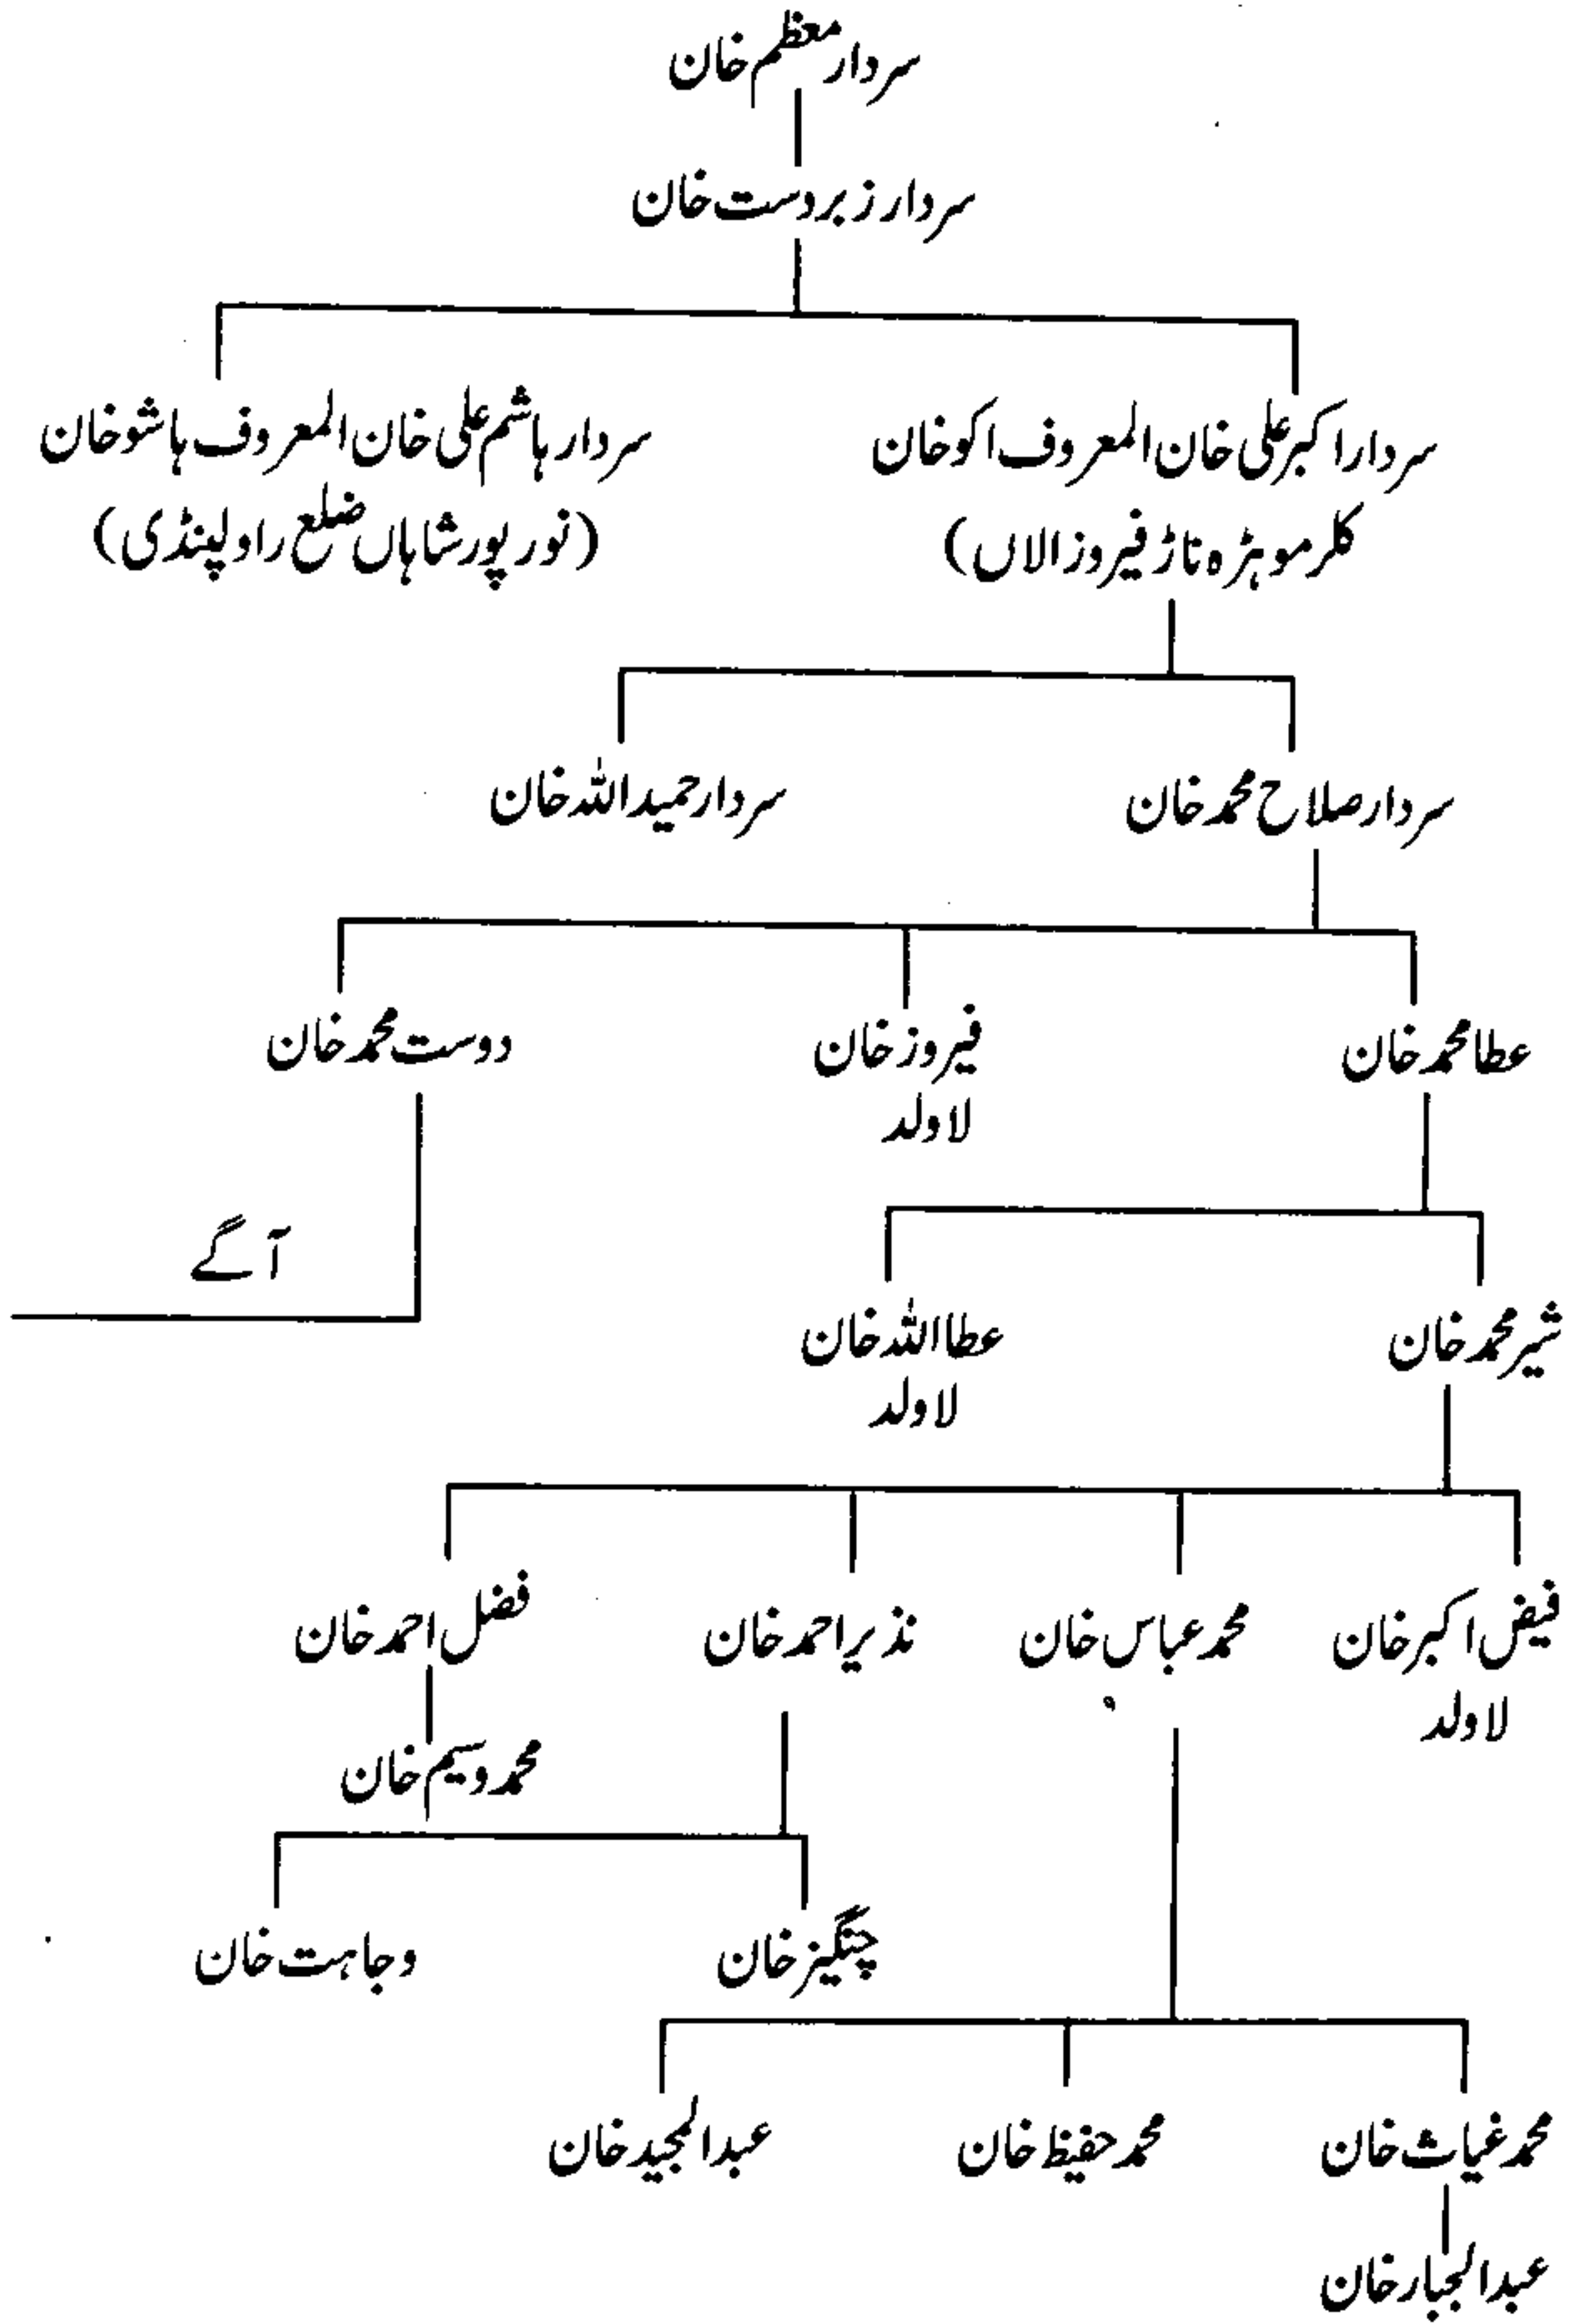 سردار معظم خان
سردار زبردست خان
سردار اکبر علی خان المعروف اکو خان
کلر موہڑہ ناڑ فیروزالاں)
سردار ہاشم علی خان المعروف ہاشو خان
(نور پور شاہاں ضلع راولپنڈی)
سردار صلاح محمد خان
سردار حمید اللہ خان
عطا محمد خان
فیروز خان
لاولد
دوست محمد خان
آگے
شیر محمد خان
عطا اللہ خان
لاولد
فیض اکبر خان
لاولد
محمد عباس خان
نذیر احمد خان
فضل احمد خان
محمد وسیم خان
چنگیز خان
وجاہت خان
محمد غیاث خان
محمد حفیظ خان
عبدالمجید خان
عبدالجبار خان